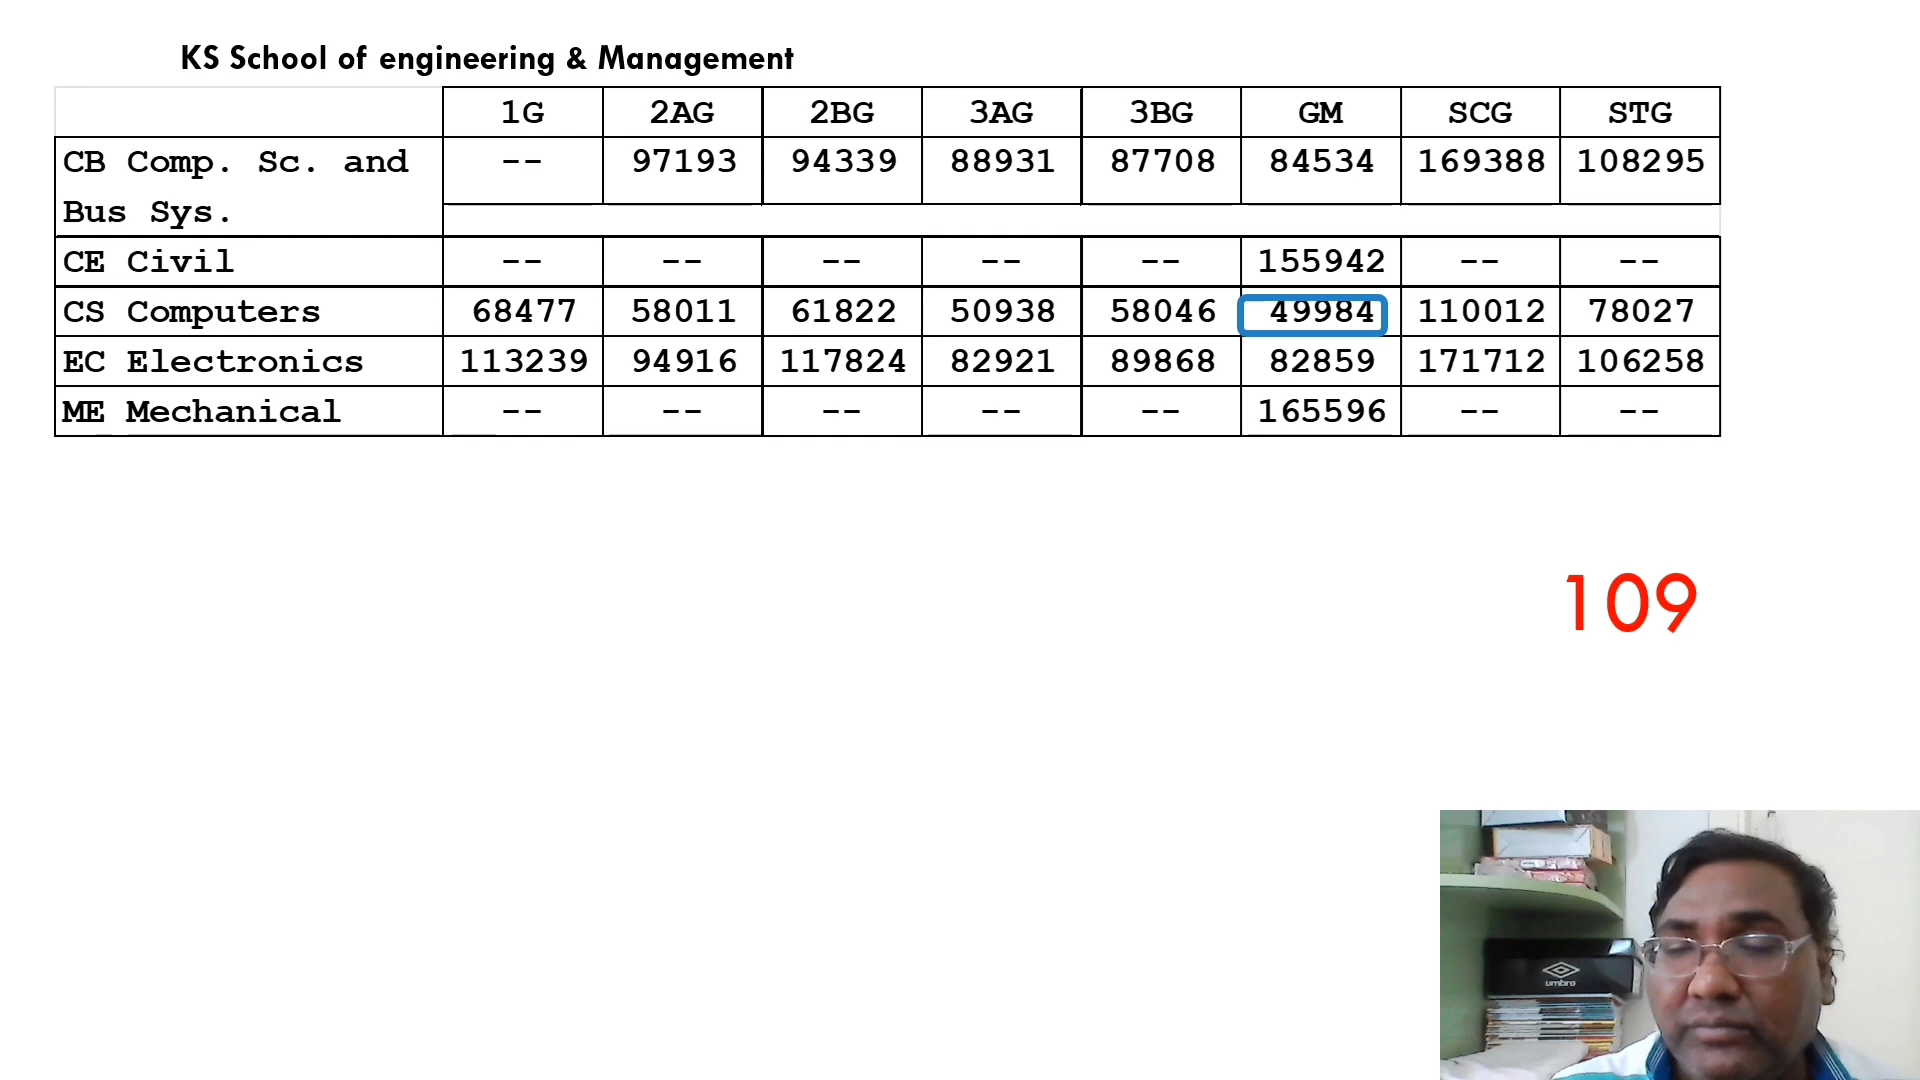 KS School of engineering & Management
1G 2AG 2BG 3AG 3BG GM SCG STG
CB Comp. Sc. and -- 97193 94339 88931 87708 84534 169388 108295
Bus Sys.
CE Civil -- -- -- -- -- 155942 -- --
CS Computers 68477 58011 61822 50938 58046 49984 110012 78027
EC Electronics 113239 94916 117824 82921 89868 82859 171712 106258
ME Mechanical -- -- -- -- -- 165596 -- --
109
umbro